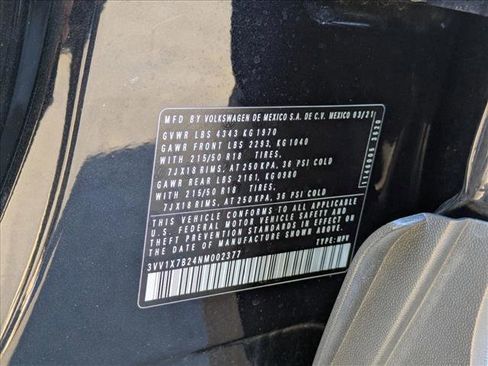 MFD BY VOLKSWAGEN DE MEXICO S.A. DE C.V. MEXICO 03/21
GVWR LBS 4343 KG 1970
GAWR FRONT LBS 2293, KG 1040
WITH 215/50 R18 TIRES,
7JX18 RIMS, AT 250 KPA, 36 PSI COLD
GAWR REAR LBS 2161, KG 0980
WITH 215/50 R18 TIRES,
7JX18 RIMS, AT 250 KPA, 36 PSI COLD
THIS VEHICLE CONFORMS TO ALL APPLICABLE
U.S. FEDERAL MOTOR VEHICLE SAFETY AND
THEFT PREVENTION STANDARDS IN EFFECT ON
THE DATE OF MANUFACTURE SHOWN ABOVE
TYPE: MPV
3VV1X7B24NM002377